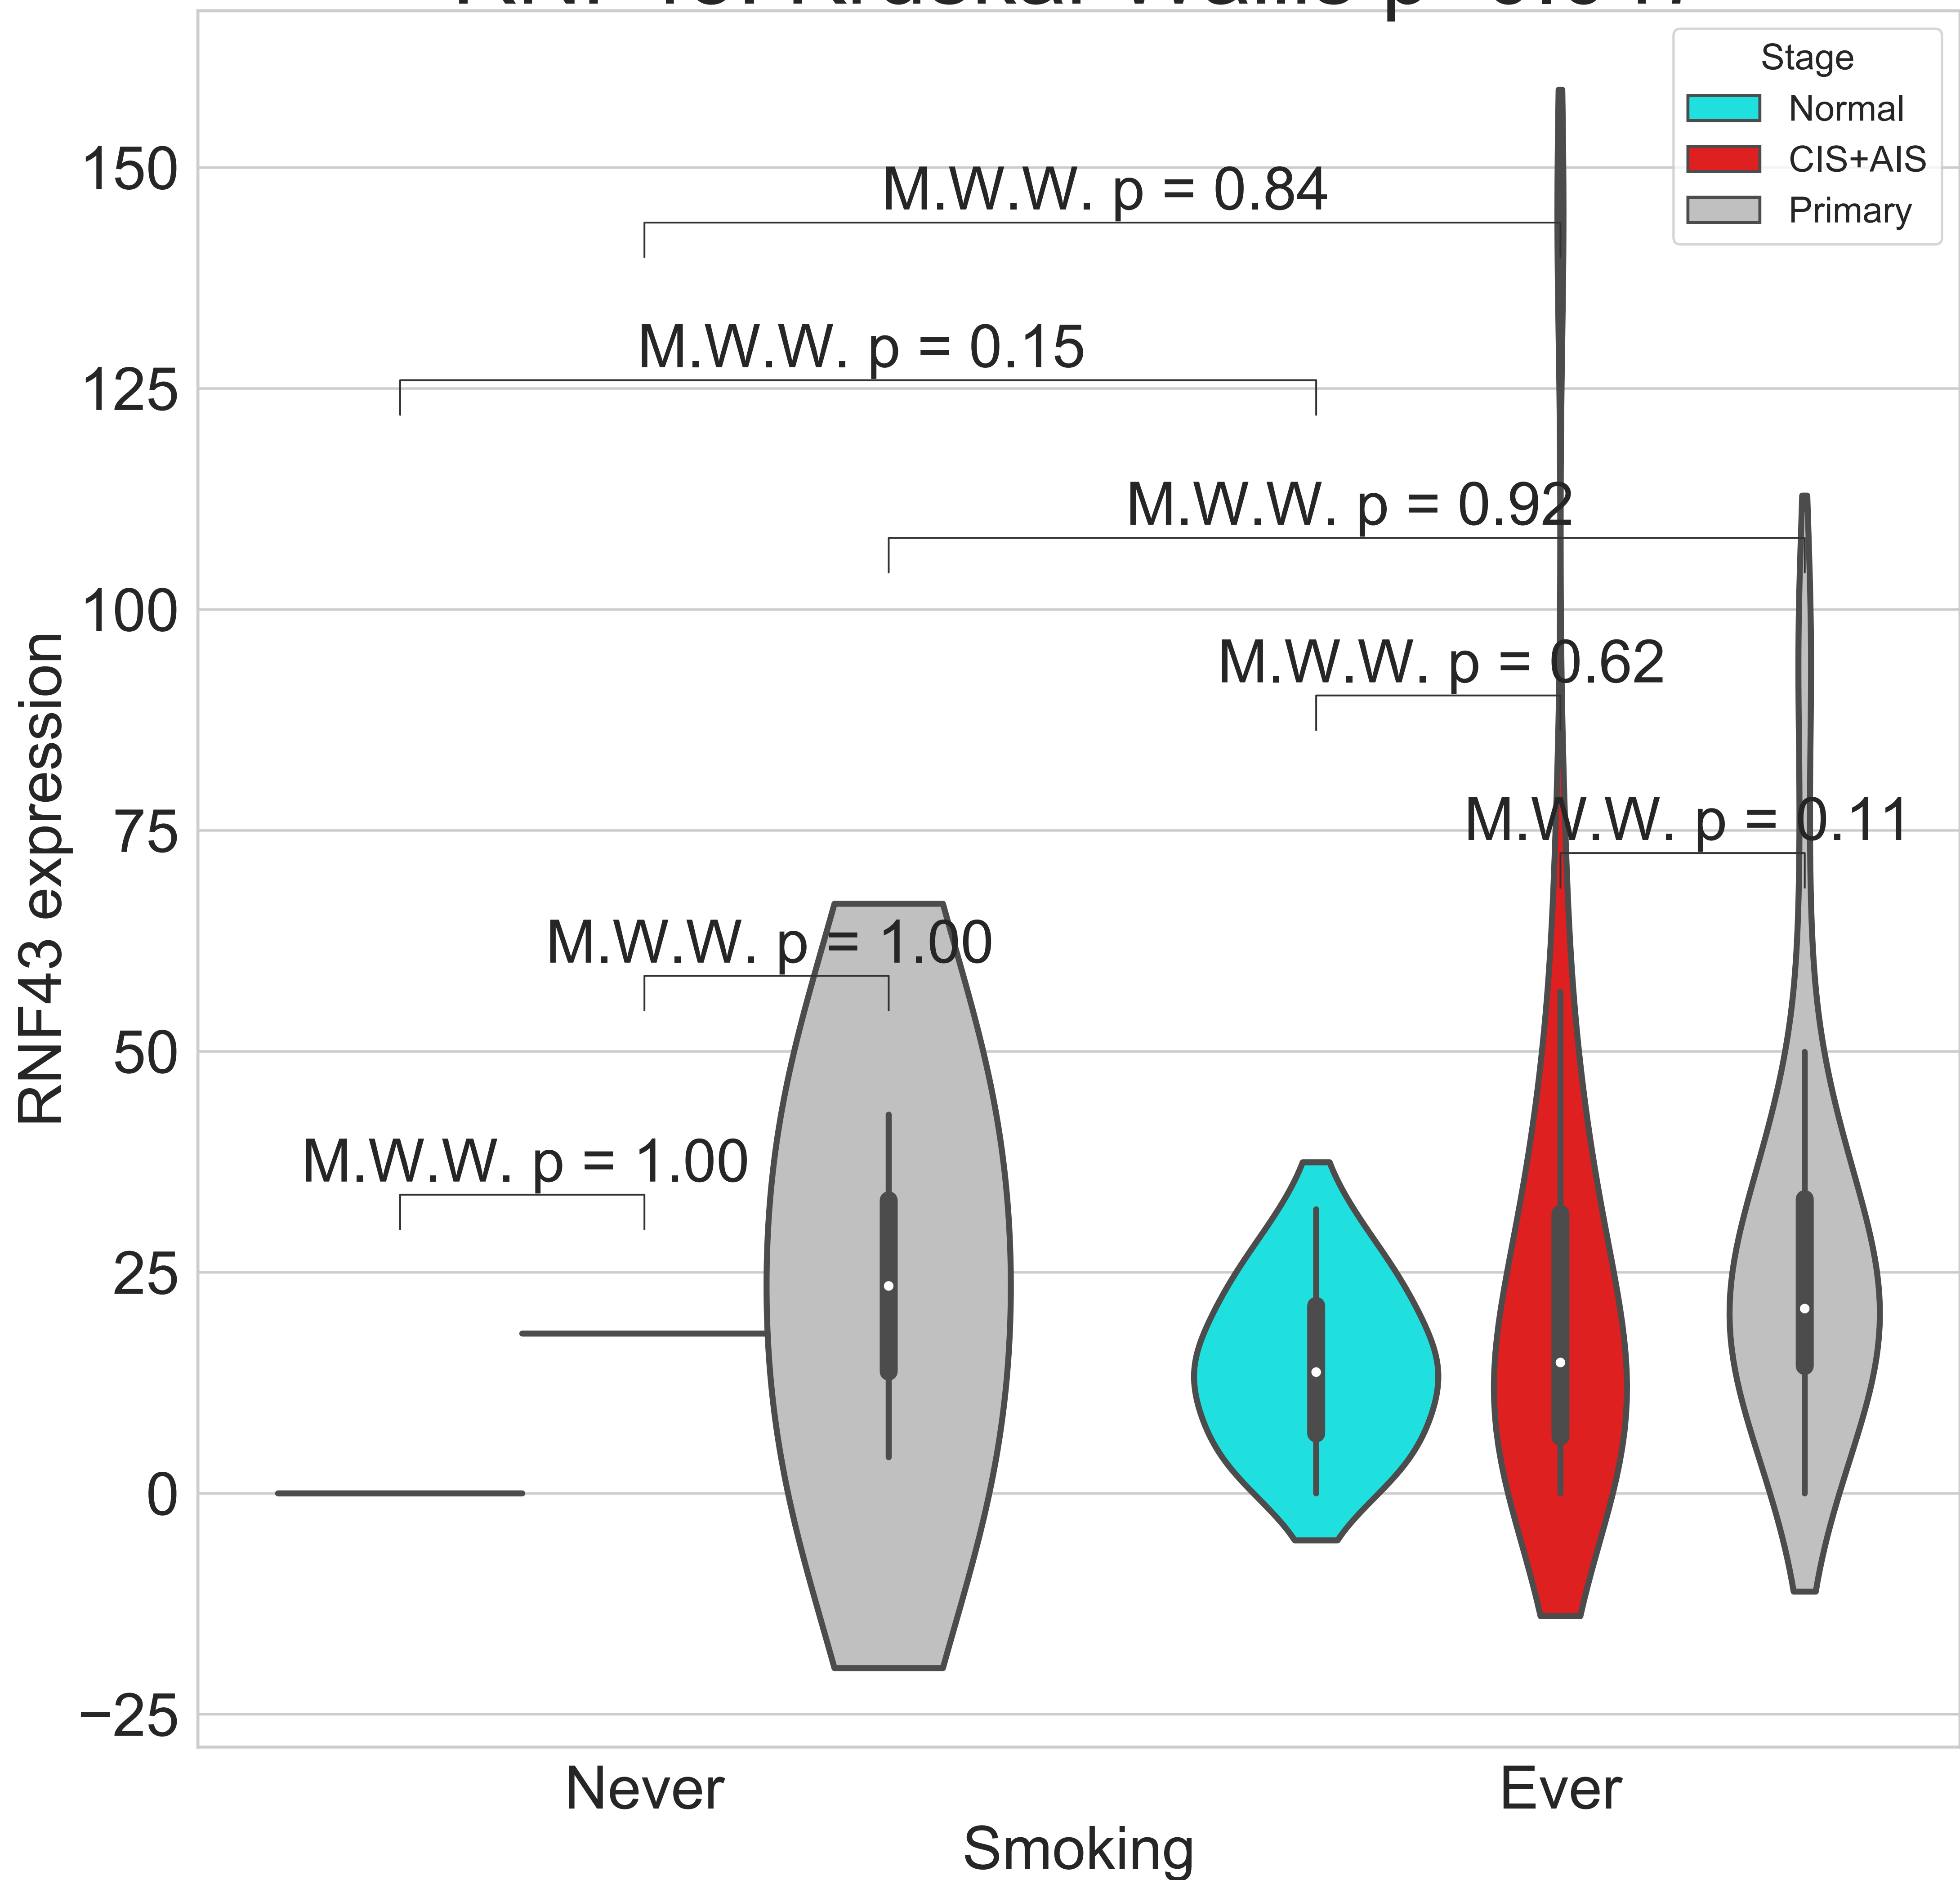 Stage
Normal
CIS+AIS
Primary
150
125
100
75
50
25
0
−25
RNF43 expression
M.W.W. p = 0.84
M.W.W. p = 0.15
M.W.W. p = 0.92
M.W.W. p = 0.62
M.W.W. p = 0.11
M.W.W. p = 1.00
M.W.W. p = 1.00
Never
Ever
Smoking